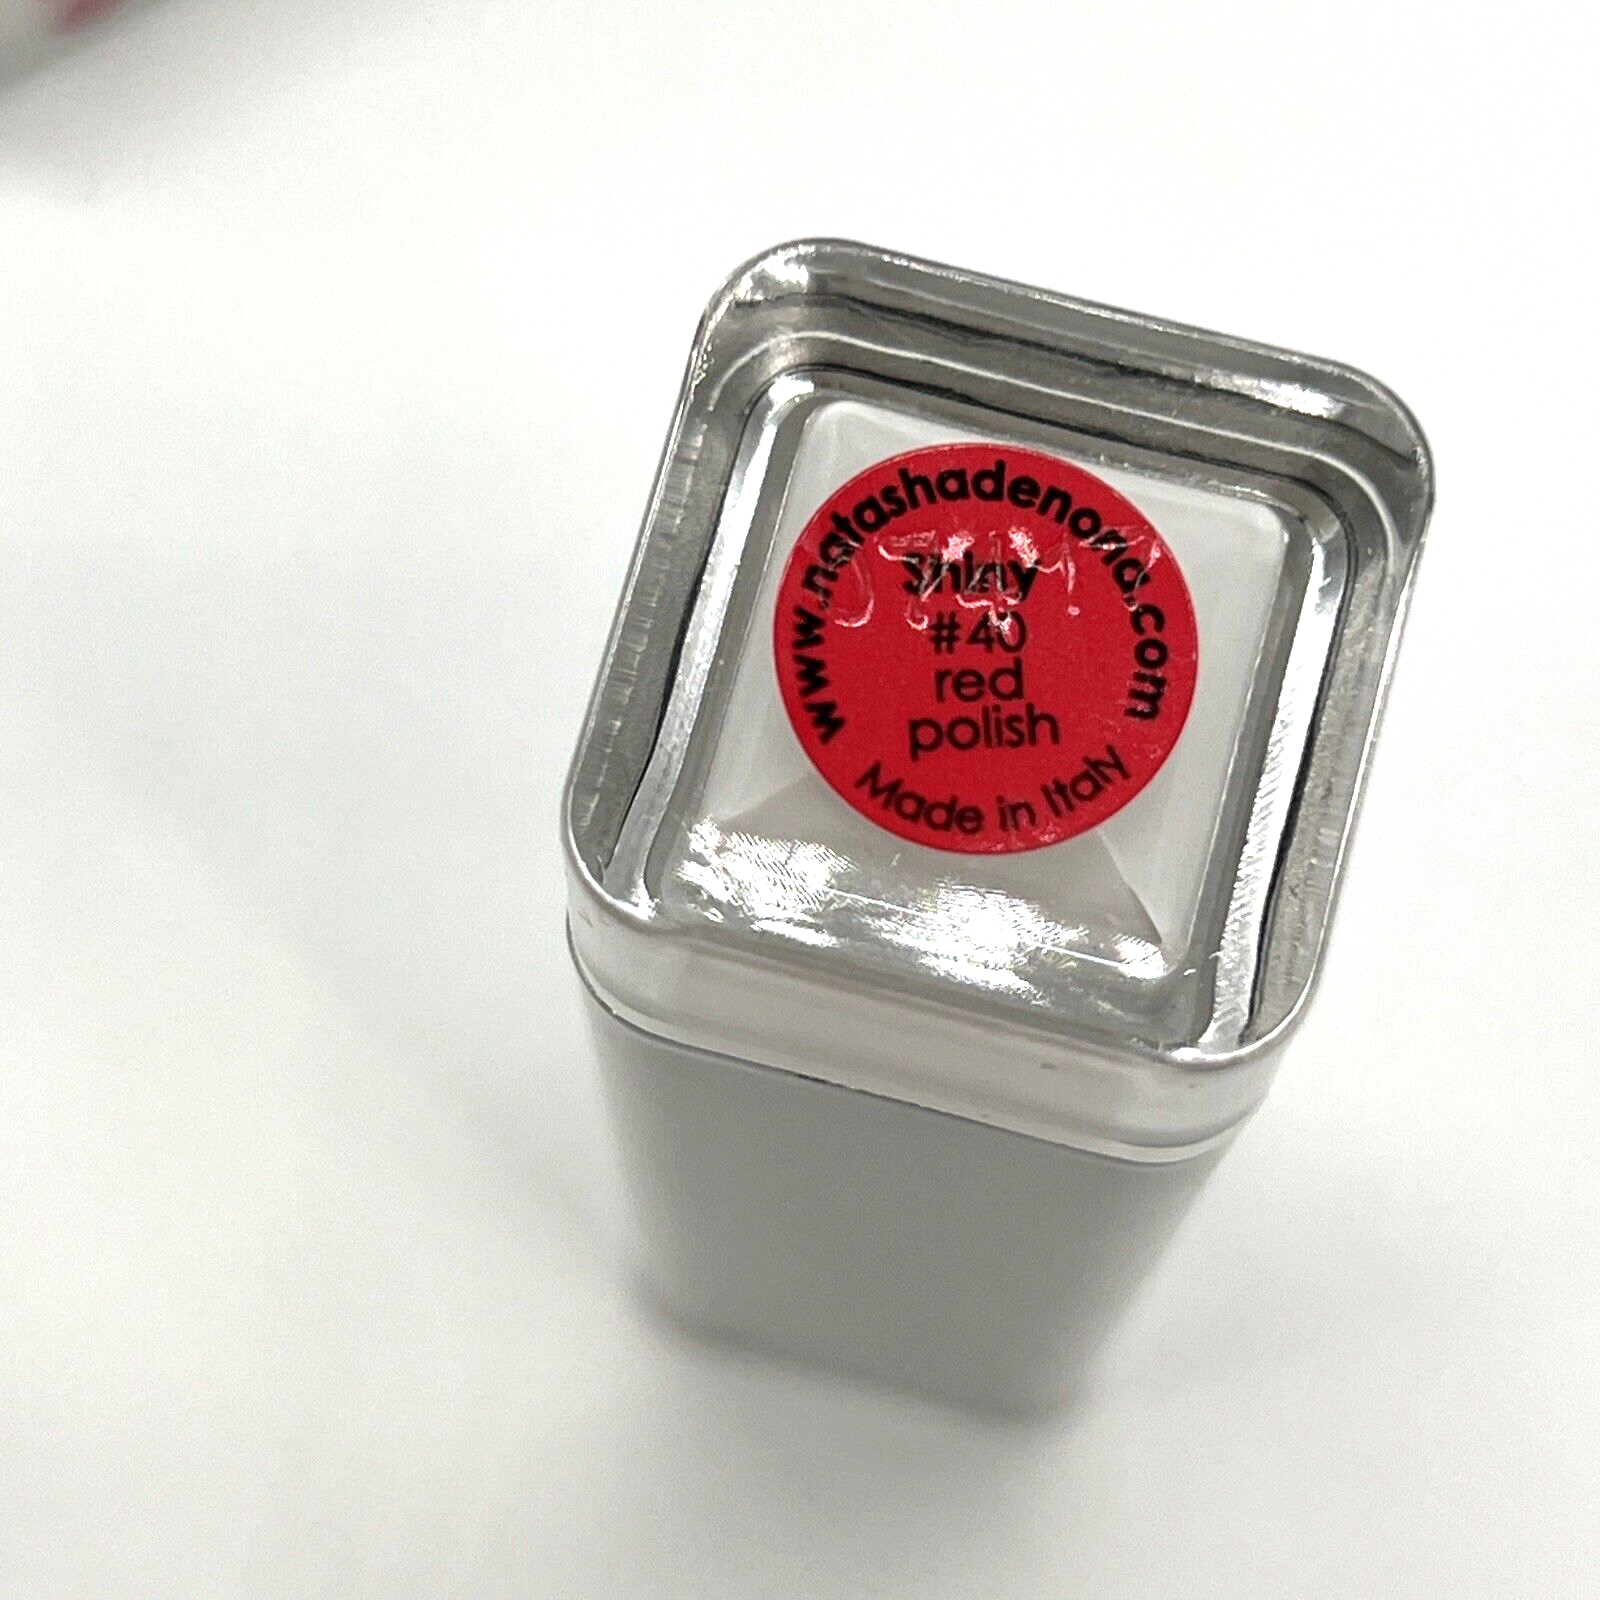 www.natashadenona.com
Shiny
#40
red
polish
Made in Italy